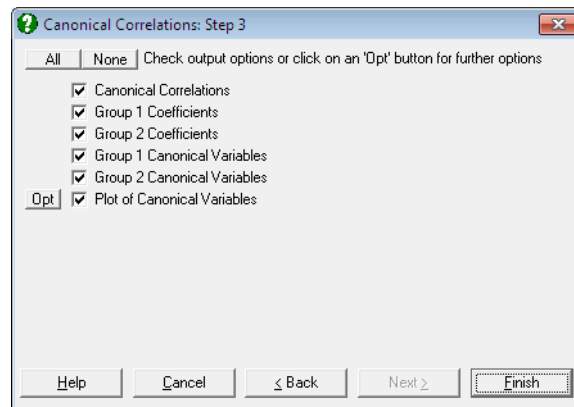 Canonical Correlations: Step 3
All None Check output options or click on an 'Opt' button for further options
Canonical Correlations
Group 1 Coefficients
Group 2 Coefficients
Group 1 Canonical Variables
Group 2 Canonical Variables
Opt Plot of Canonical Variables
Help Cancel < Back Next > Finish